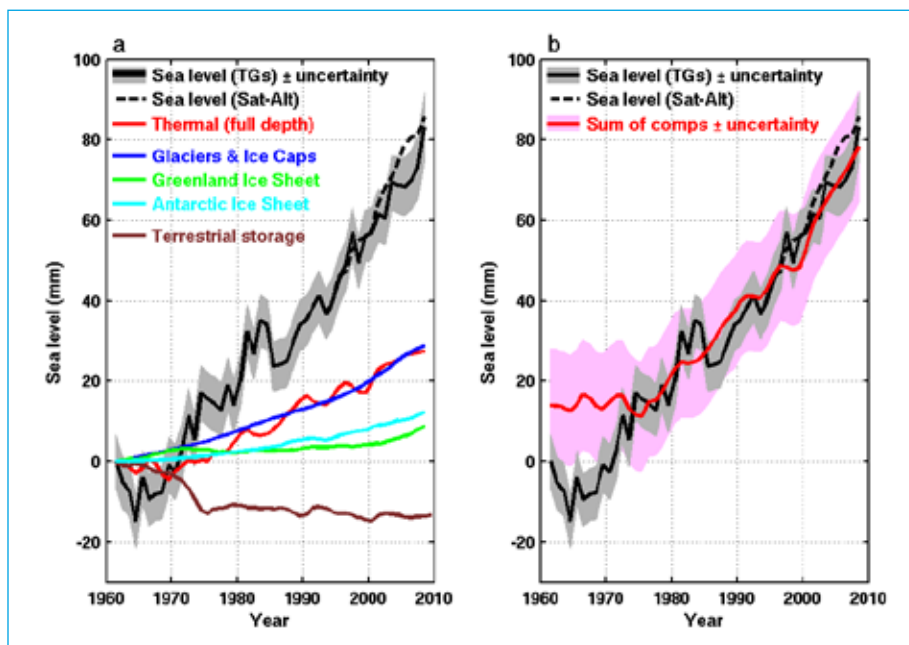 a
Sea level (TGs) ± uncertainty
Sea level (Sat-Alt)
Thermal (full depth)
Glaciers & Ice Caps
Greenland Ice Sheet
Antarctic Ice Sheet
Terrestrial storage
Sea level (mm)
100
80
60
40
20
0
-20
1960 1970 1980 1990 2000 2010
Year
b
Sea level (TGs) ± uncertainty
Sea level (Sat-Alt)
Sum of comps ± uncertainty
Sea level (mm)
100
80
60
40
20
0
-20
1960 1970 1980 1990 2000 2010
Year